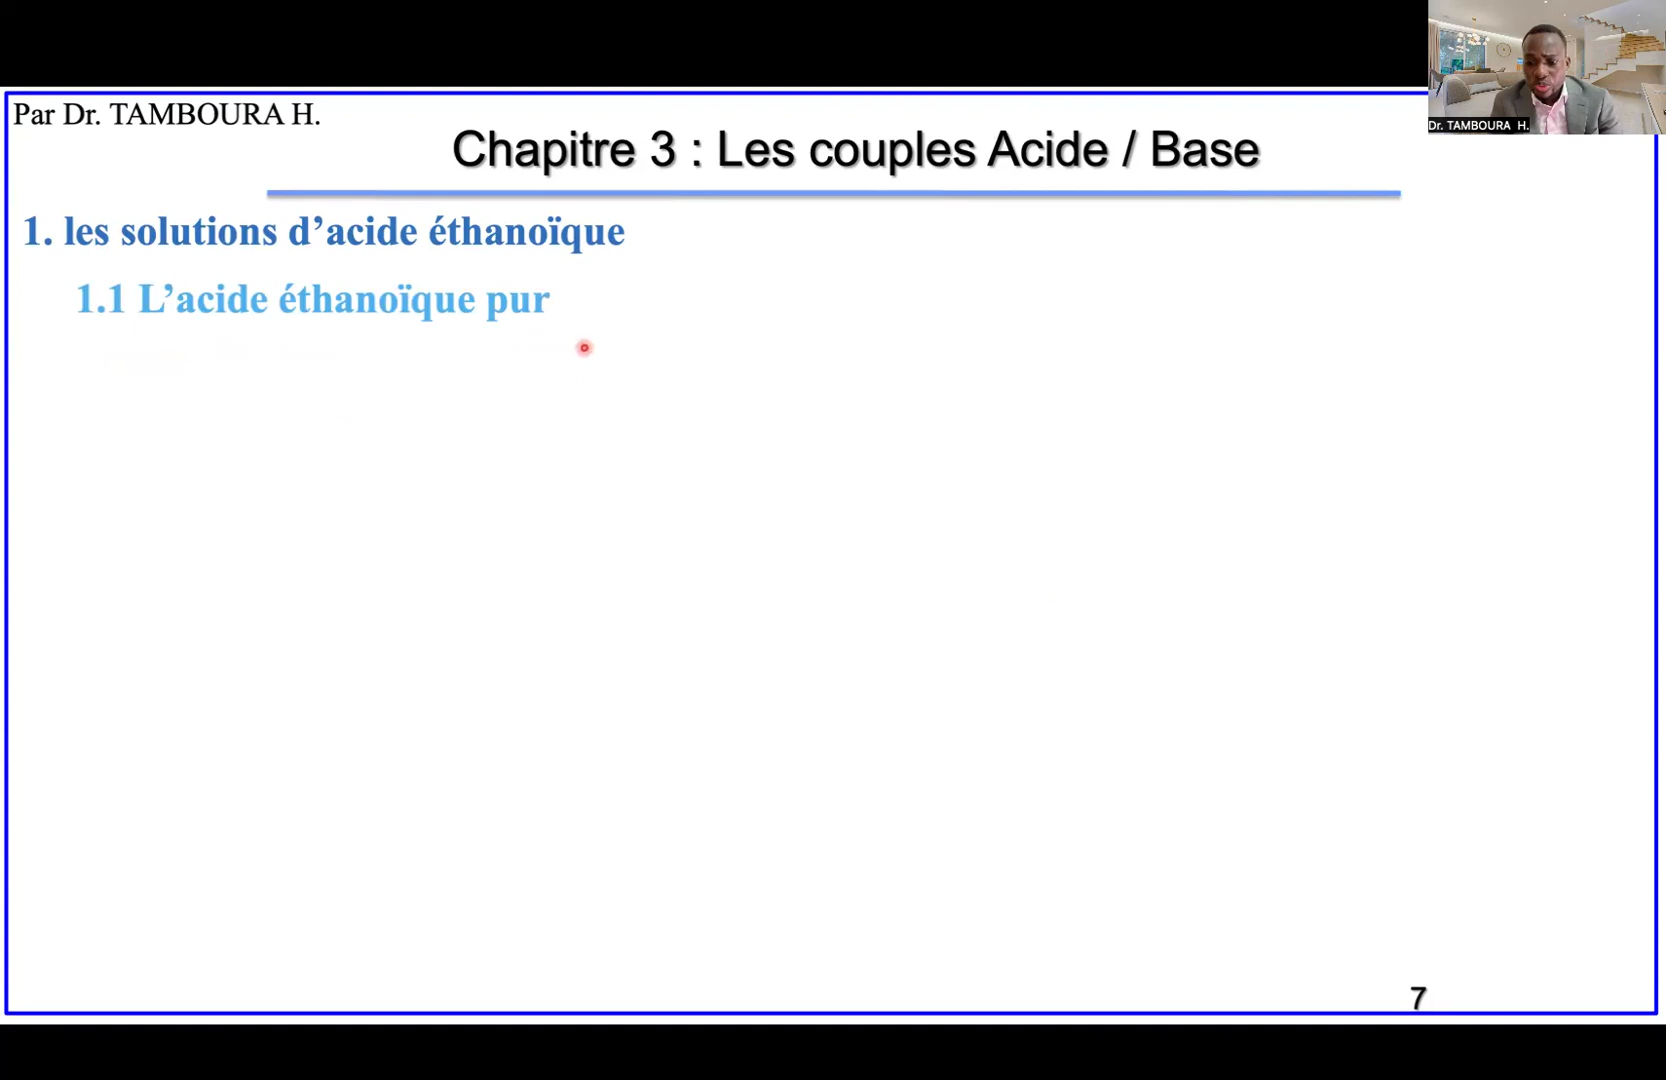 Par Dr. TAMBOURA H.
Dr. TAMBOURA H.
Chapitre 3 : Les couples Acide / Base
1. les solutions d’acide éthanoïque
1.1 L’acide éthanoïque pur
7